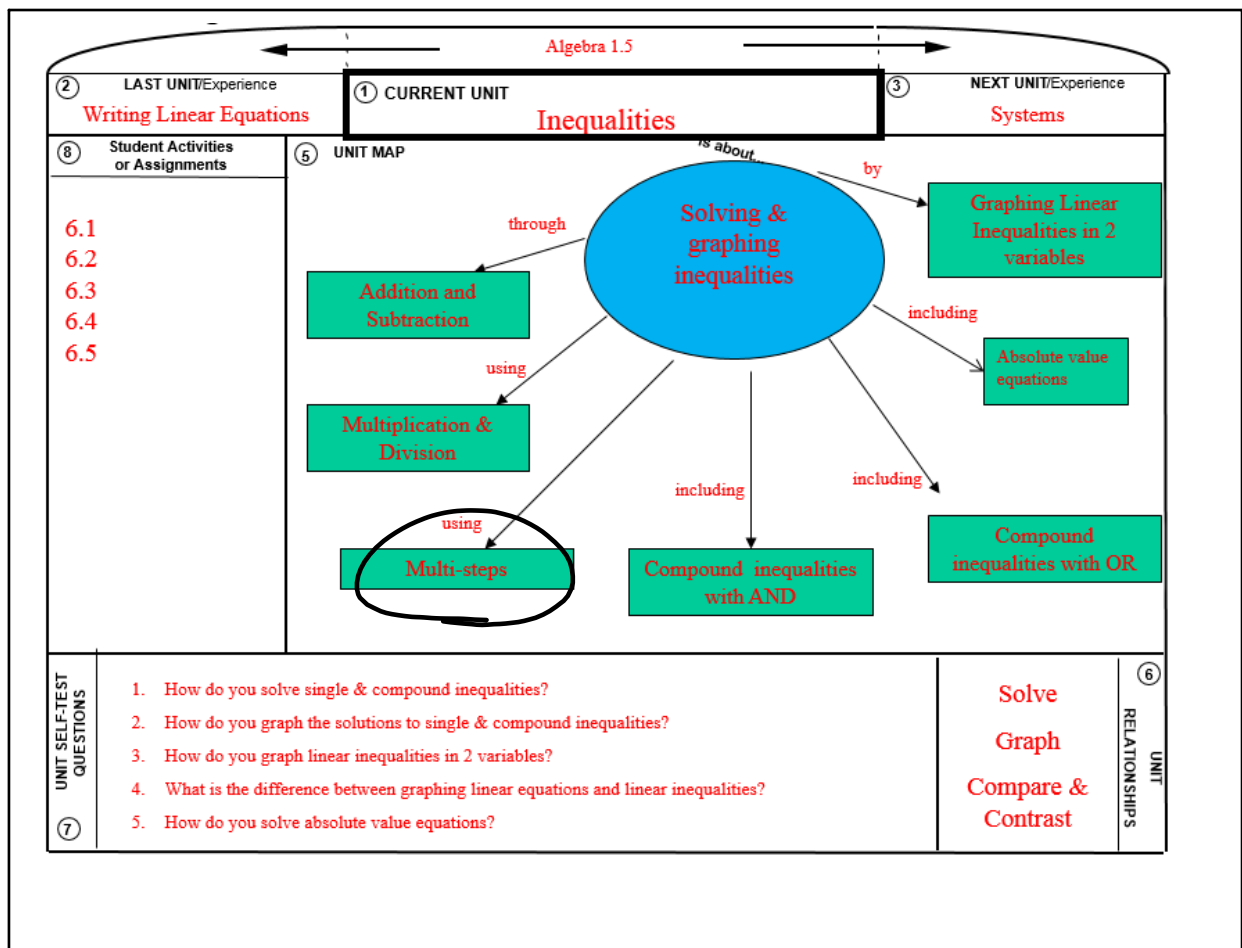 Algebra 1.5
2 LAST UNIT/Experience
Writing Linear Equations
1 CURRENT UNIT
Inequalities
3 NEXT UNIT/Experience
Systems
8 Student Activities
or Assignments
6.1
6.2
6.3
6.4
6.5
5 UNIT MAP
is about...
Solving &
graphing
inequalities
by
Graphing Linear
Inequalities in 2
variables
through
Addition and
Subtraction
including
Absolute value
equations
using
Multiplication &
Division
including
Compound
inequalities with OR
including
Compound inequalities
with AND
using
Multi-steps
UNIT SELF-TEST
QUESTIONS
7
1. How do you solve single & compound inequalities?
2. How do you graph the solutions to single & compound inequalities?
3. How do you graph linear inequalities in 2 variables?
4. What is the difference between graphing linear equations and linear inequalities?
5. How do you solve absolute value equations?
Solve
Graph
Compare &
Contrast
6
UNIT
RELATIONSHIPS